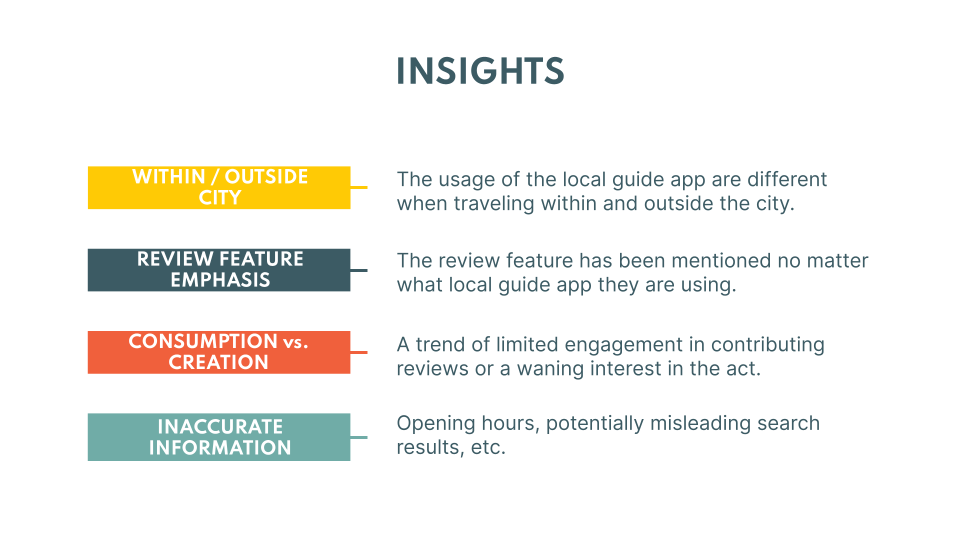 INSIGHTS
WITHIN / OUTSIDE
CITY
The usage of the local guide app are different
when traveling within and outside the city.
REVIEW FEATURE
EMPHASIS
The review feature has been mentioned no matter
what local guide app they are using.
CONSUMPTION vs.
CREATION
A trend of limited engagement in contributing
reviews or a waning interest in the act.
INACCURATE
INFORMATION
Opening hours, potentially misleading search
results, etc.